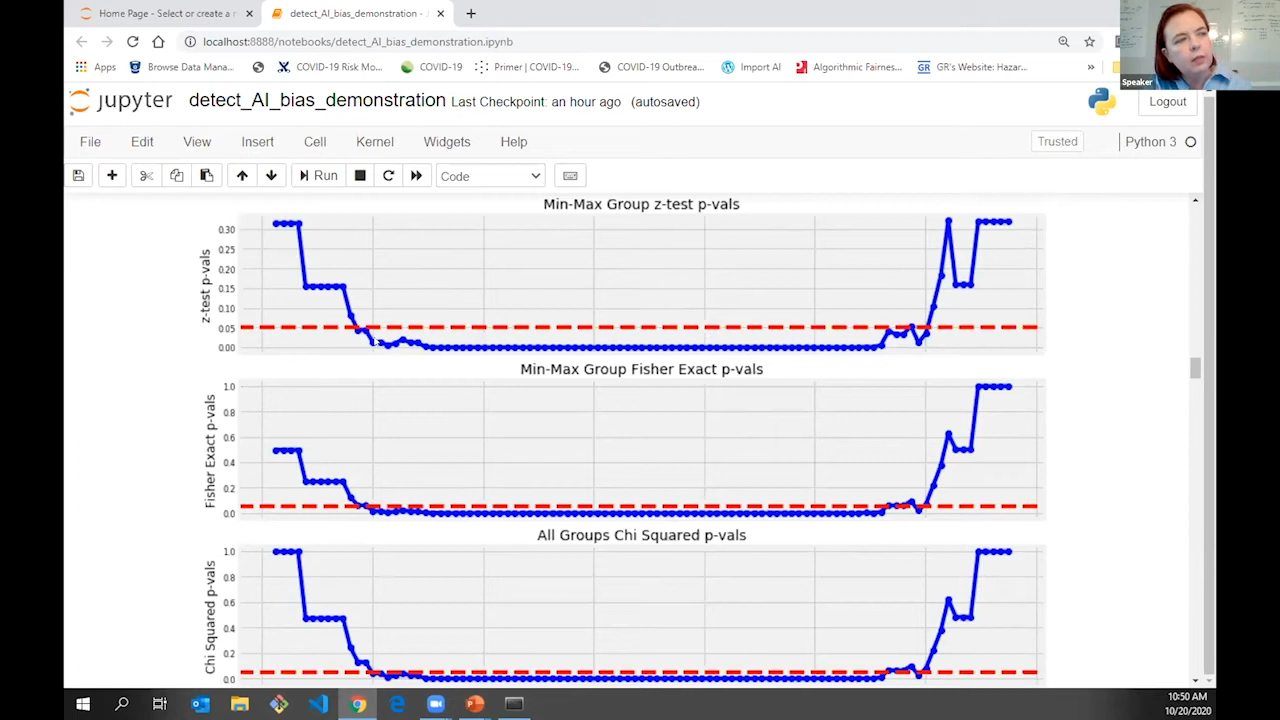 Home Page - Select or create a n
detect_AI_bias_demonstration -
localhost:8888/notebooks/detect_AI_bias_demonstration.ipynb
Apps
Browse Data Mana...
COVID-19 Risk Mo...
COVID-19
er | COVID-19...
COVID-19 Outbrea...
Import AI
Algorithmic Fairnes...
GR
GR's Website: Hazar...
»
Speaker
jupyter
detect_AI_bias_demonstration Last Checkpoint: an hour ago (autosaved)
Logout
File Edit View Insert Cell Kernel Widgets Help
Trusted
Python 3
Run
Code
Min-Max Group z-test p-vals
z-test p-vals
0.30
0.25
0.20
0.15
0.10
0.05
0.00
Min-Max Group Fisher Exact p-vals
Fisher Exact p-vals
1.0
0.8
0.6
0.4
0.2
0.0
All Groups Chi Squared p-vals
Chi Squared p-vals
1.0
0.8
0.6
0.4
0.2
0.0
10:50 AM
10/20/2020